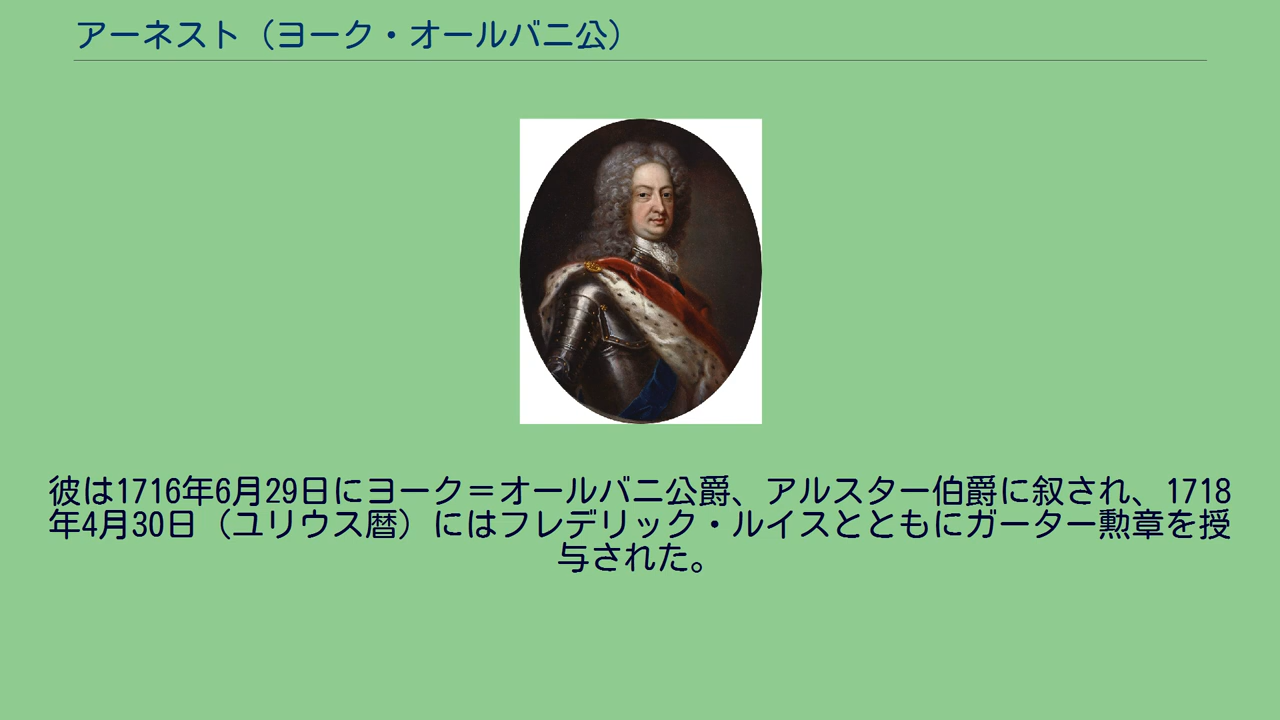 アーネスト（ヨーク・オールバニ公）
彼は1716年6月29日にヨーク＝オールバニ公爵、アルスター伯爵に叙され、1718
年4月30日（ユリウス暦）にはフレデリック・ルイスとともにガーター勲章を授
与された。